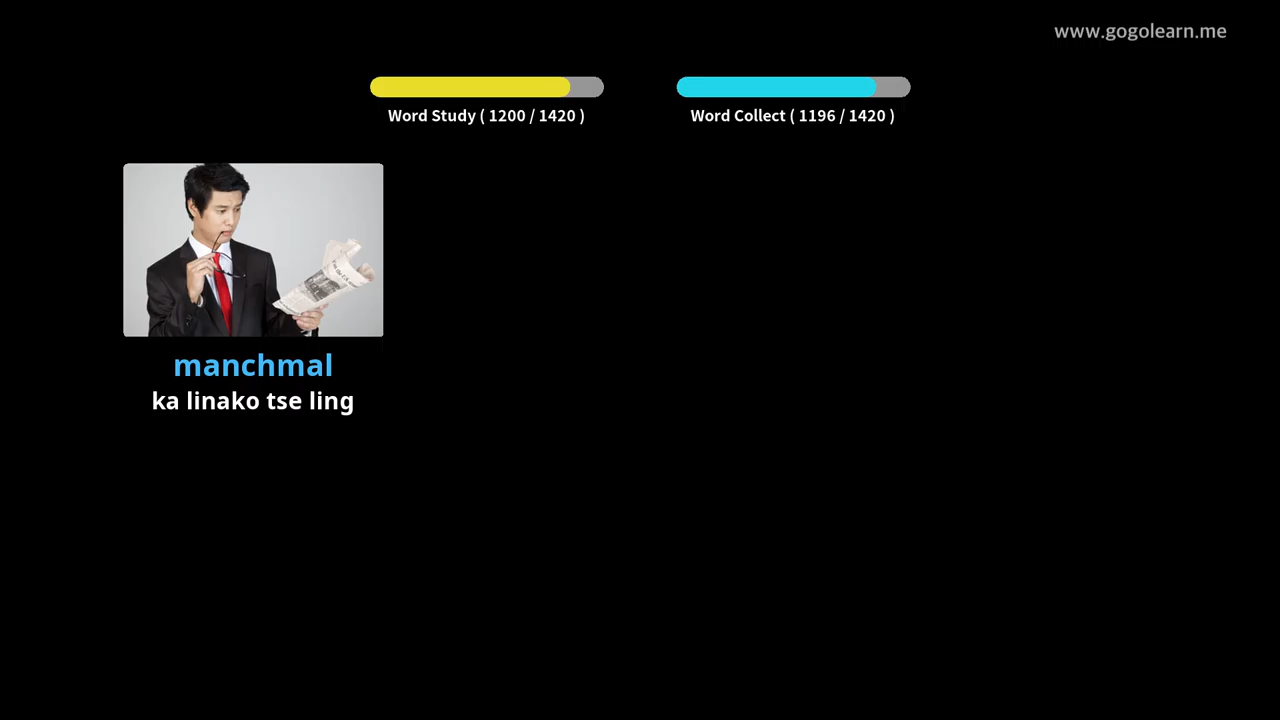 www.gogolearn.me
Word Study ( 1200 / 1420 )
Word Collect ( 1196 / 1420 )
manchmal
ka linako tse ling